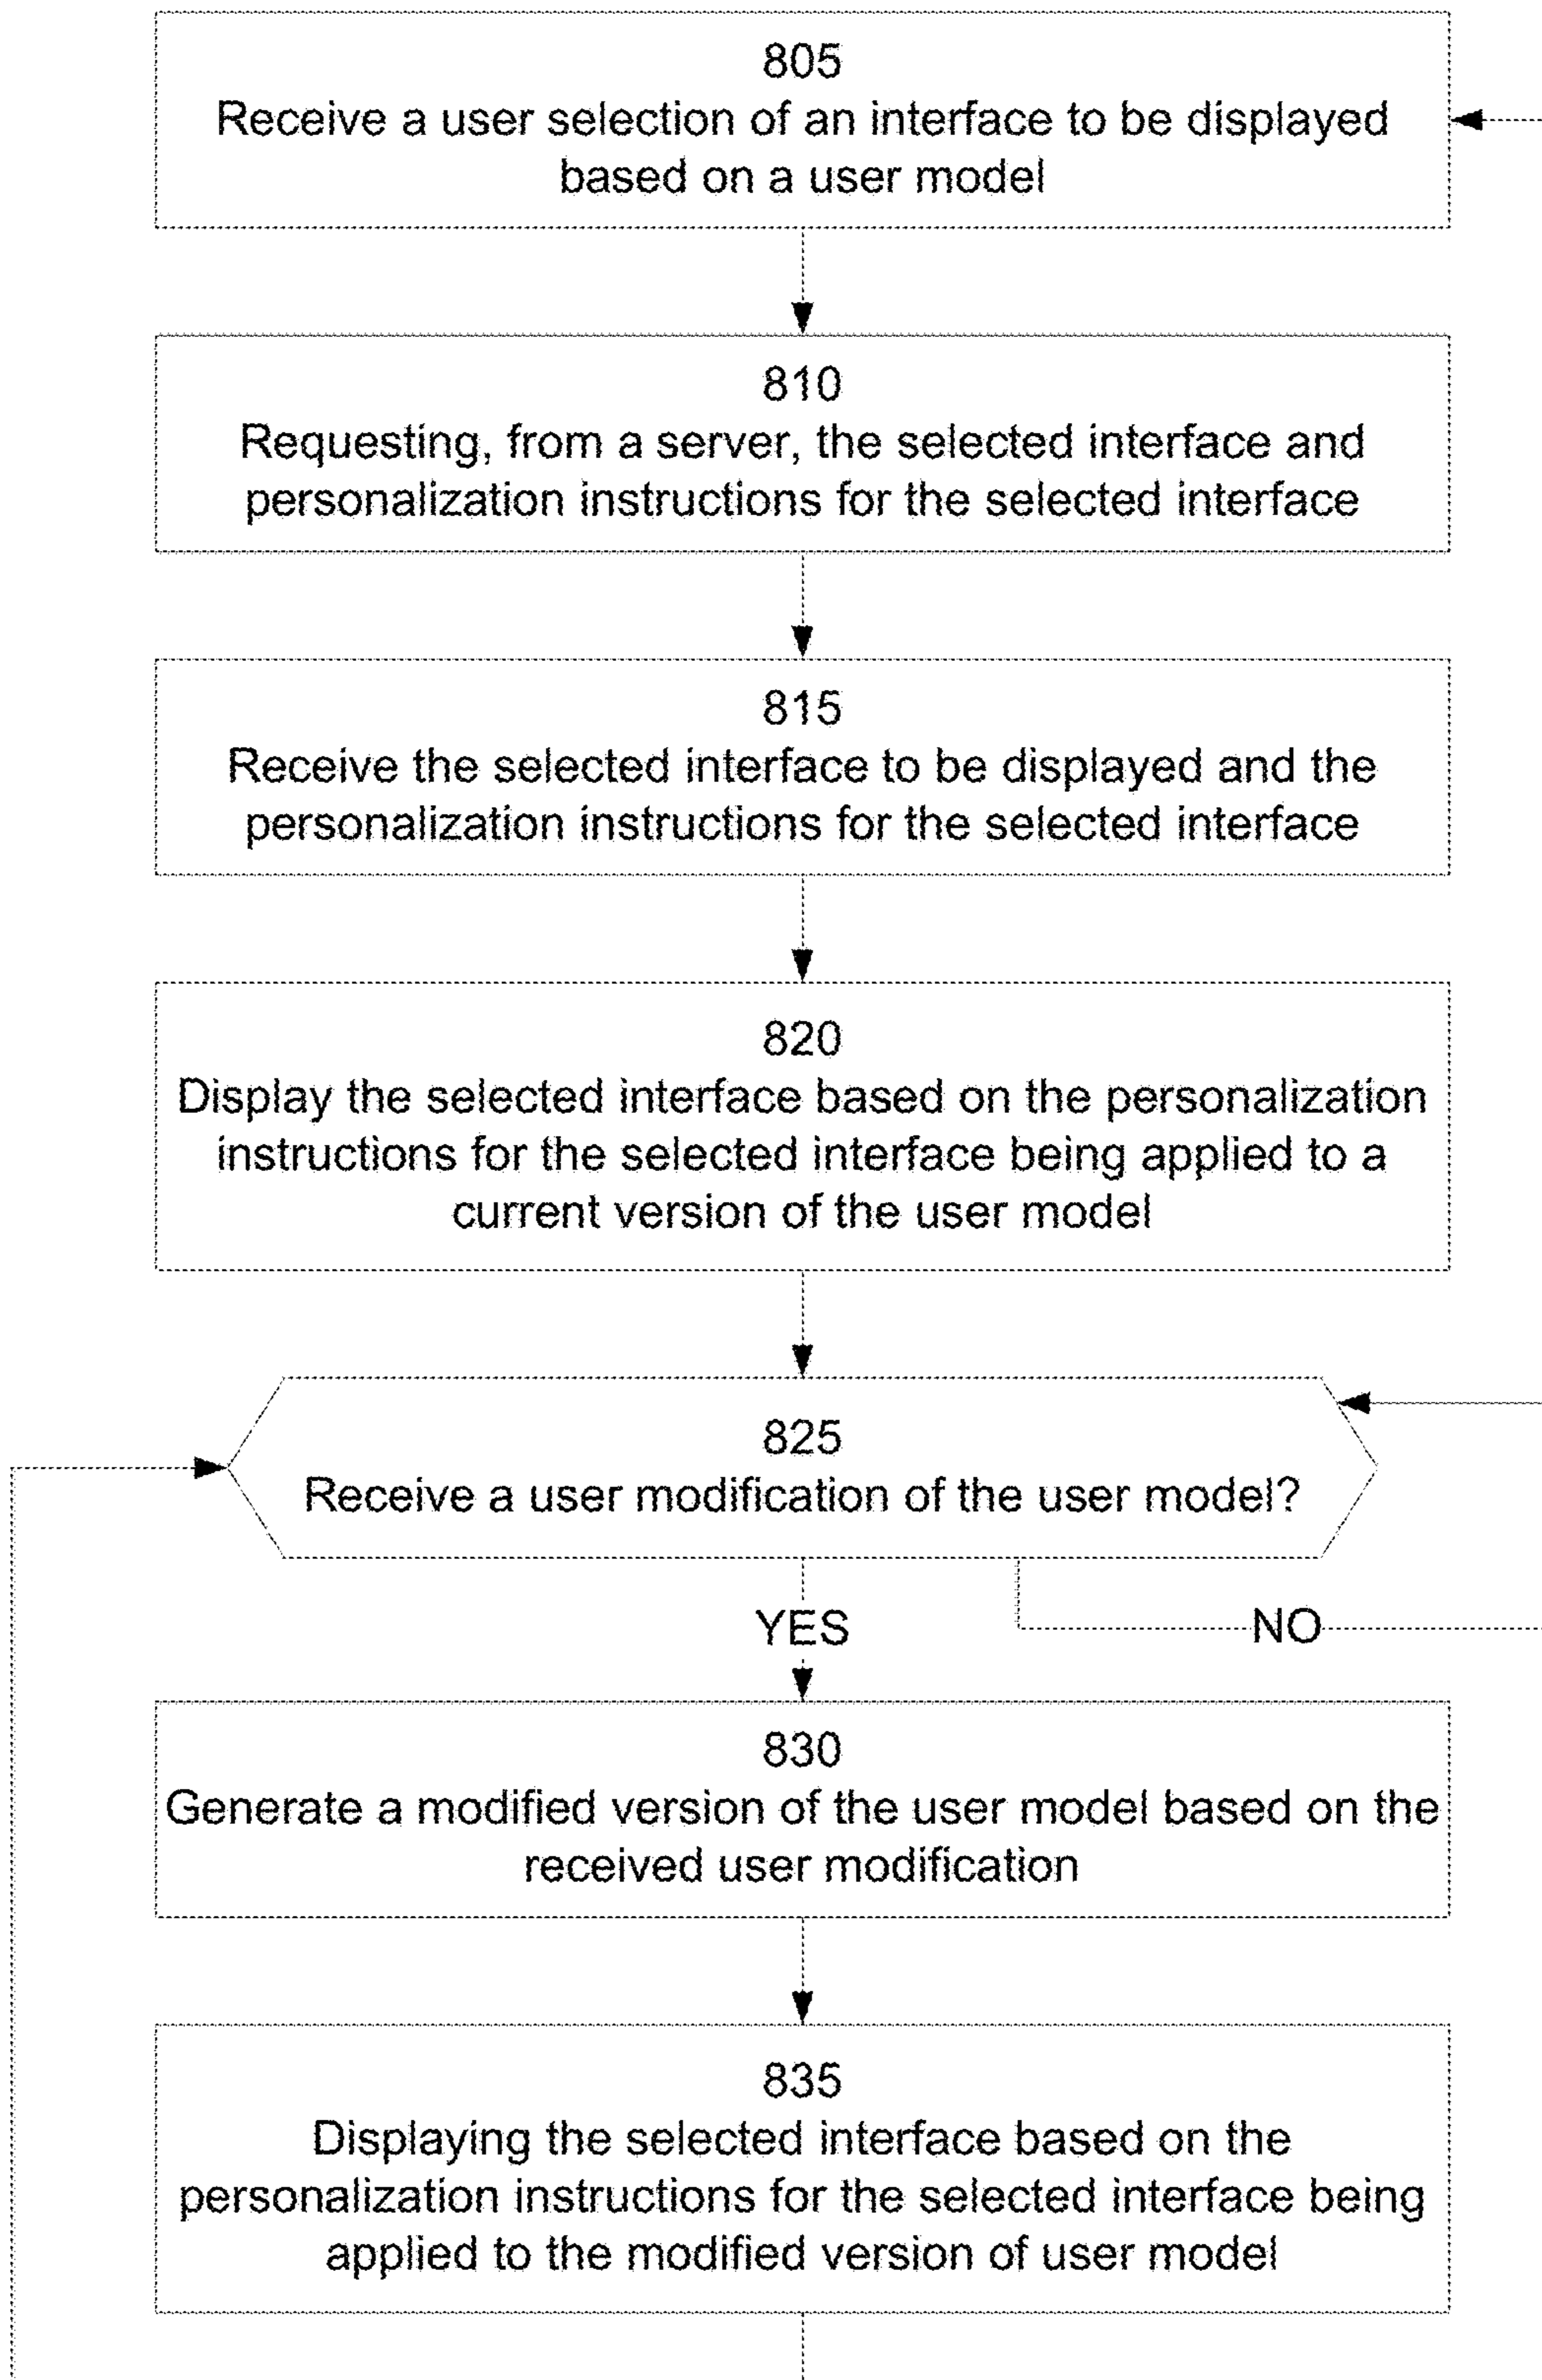 805
Receive a user selection of an interface to be displayed
based on a user model
810
Requesting, from a server, the selected interface and
personalization instructions for the selected interface
815
Receive the selected interface to be displayed and the
personalization instructions for the selected interface
820
Display the selected interface based on the personalization
instructions for the selected interface being applied to a
current version of the user model
825
Receive a user modification of the user model?
YES
NO
830
Generate a modified version of the user model based on the
received user modification
835
Displaying the selected interface based on the
personalization instructions for the selected interface being
applied to the modified version of user model